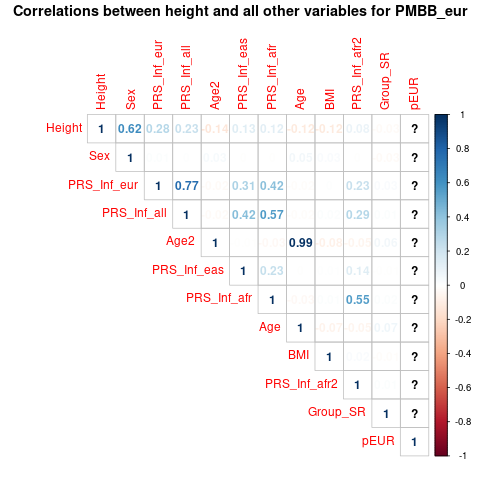 Correlations between height and all other variables for PMBB_eur
Height Sex PRS_Inf_eur PRS_Inf_all Age2 PRS_Inf_eas PRS_Inf_afr Age BMI PRS_Inf_afr2 Group_SR pEUR
Height 1 0.62 0.28 0.23 -0.14 0.13 0.12 -0.12 -0.12 0.08 ?
Sex 1 ?
PRS_Inf_eur 1 0.77 0.31 0.42 0.23 ?
PRS_Inf_all 1 0.42 0.57 0.29 ?
Age2 1 0.99 ?
PRS_Inf_eas 1 0.23 0.14 ?
PRS_Inf_afr 1 0.55 ?
Age 1 -0.07 0.07 ?
BMI 1 ?
PRS_Inf_afr2 1 ?
Group_SR 1 ?
pEUR 1
1
0.8
0.6
0.4
0.2
0
-0.2
-0.4
-0.6
-0.8
-1